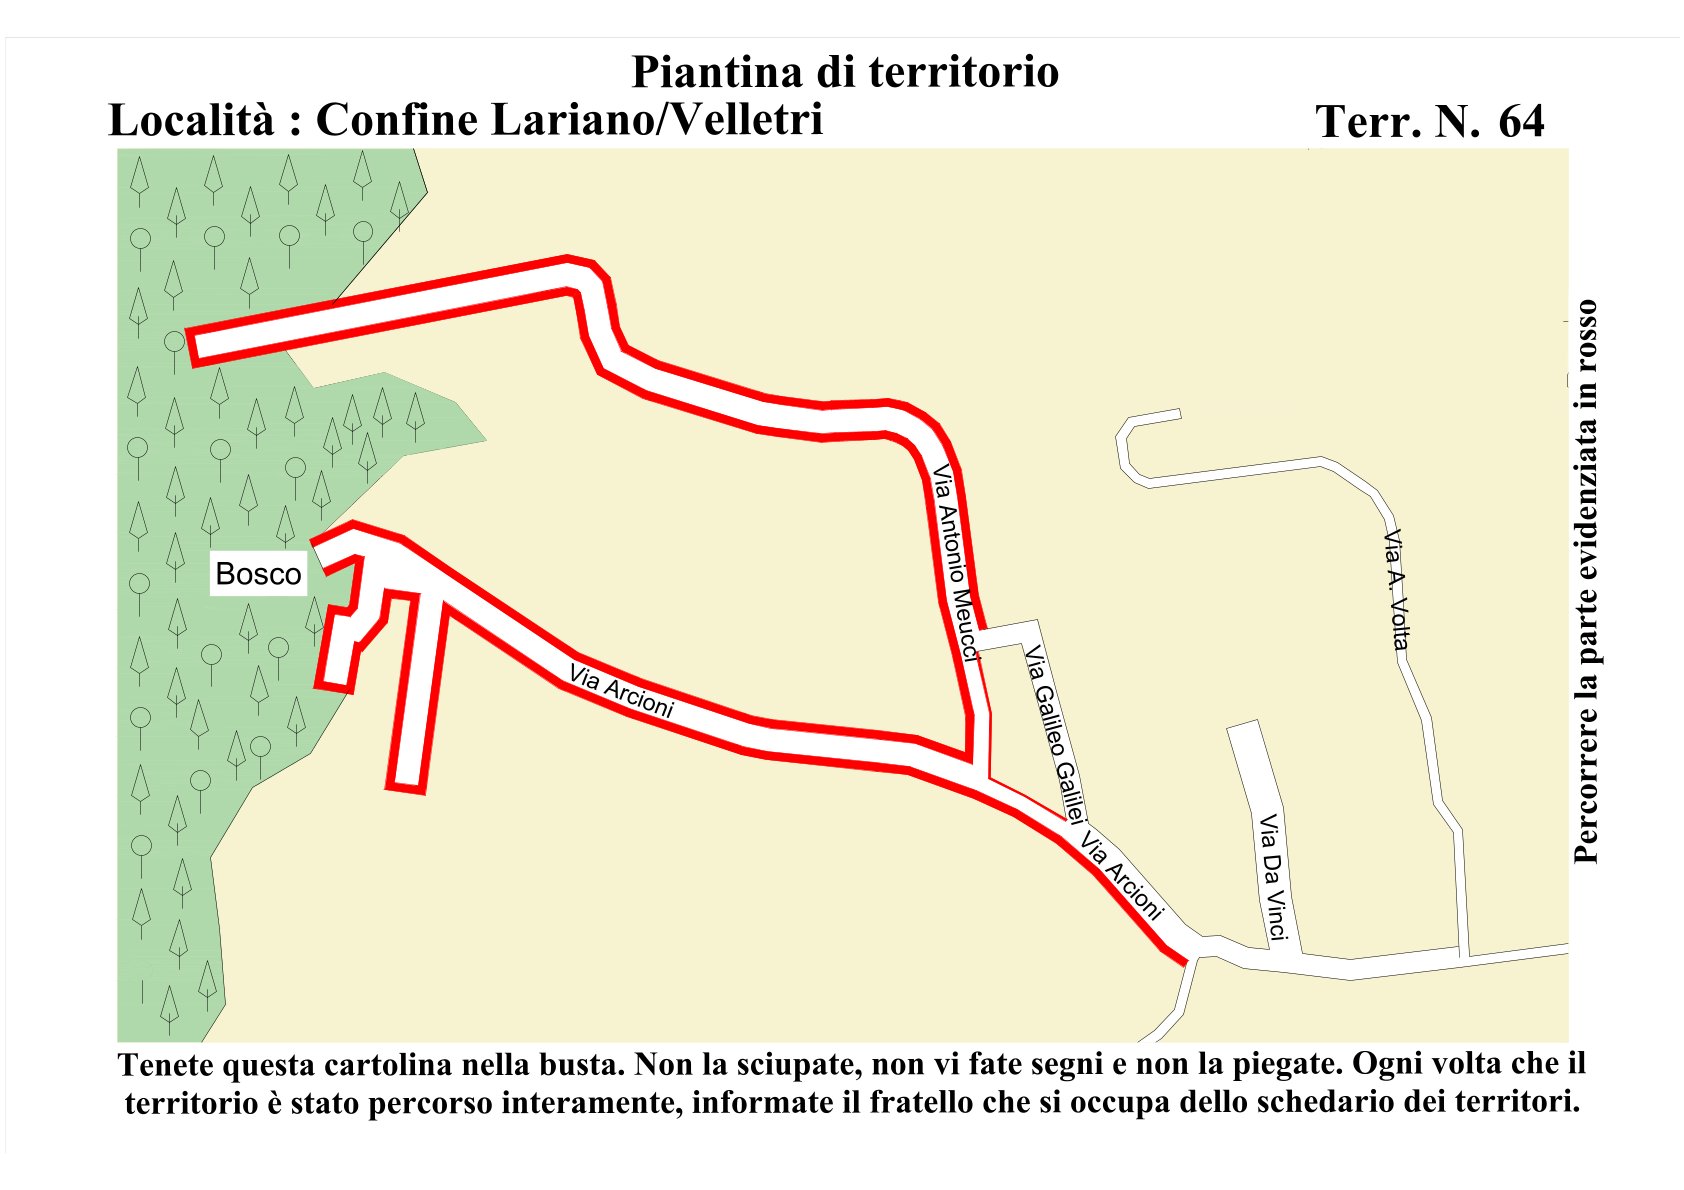 Piantina di territorio
Località : Confine Lariano/Velletri
Terr. N. 64
Via Antonio Meucci
Via A. Volta
Bosco
Via Arcioni
Via Galileo Galilei
Via Arcioni
Via Da Vinci
Percorrere la parte evidenziata in rosso
Tenete questa cartolina nella busta. Non la sciupate, non vi fate segni e non la piegate. Ogni volta che il
territorio è stato percorso interamente, informate il fratello che si occupa dello schedario dei territori.